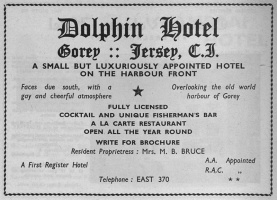 Dolphin Hotel
Gorey :: Jersey, C.I.
A SMALL BUT LUXURIOUSLY APPOINTED HOTEL
ON THE HARBOUR FRONT
Faces due south, with a
gay and cheerful atmosphere
Overlooking the old world
harbour of Gorey
FULLY LICENSED
COCKTAIL AND UNIQUE FISHERMAN'S BAR
A LA CARTE RESTAURANT
OPEN ALL THE YEAR ROUND
WRITE FOR BROCHURE
Resident Proprietress : Mrs. M. B. BRUCE
A First Register Hotel
A.A. Appointed
R.A.C. „
Telephone : EAST 370